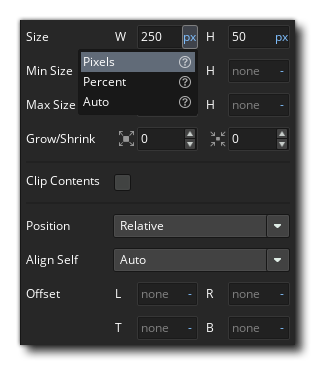 Size W 250 px H 50 px
Pixels ?
Min Size H none -
Percent ?
Auto ?
Max Size H none -
Grow/Shrink 0 0
Clip Contents
Position Relative
Align Self Auto
Offset L none - R none -
T none - B none -